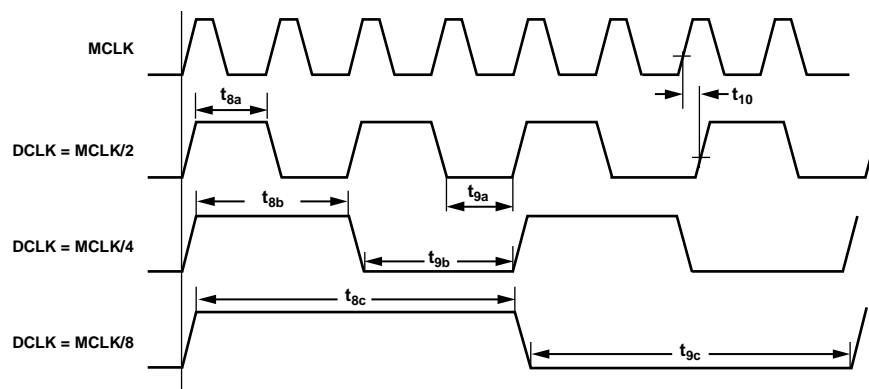 MCLK
t10
t8a
DCLK = MCLK/2
t9a
t8b
DCLK = MCLK/4
t9b
t8c
DCLK = MCLK/8
t9c